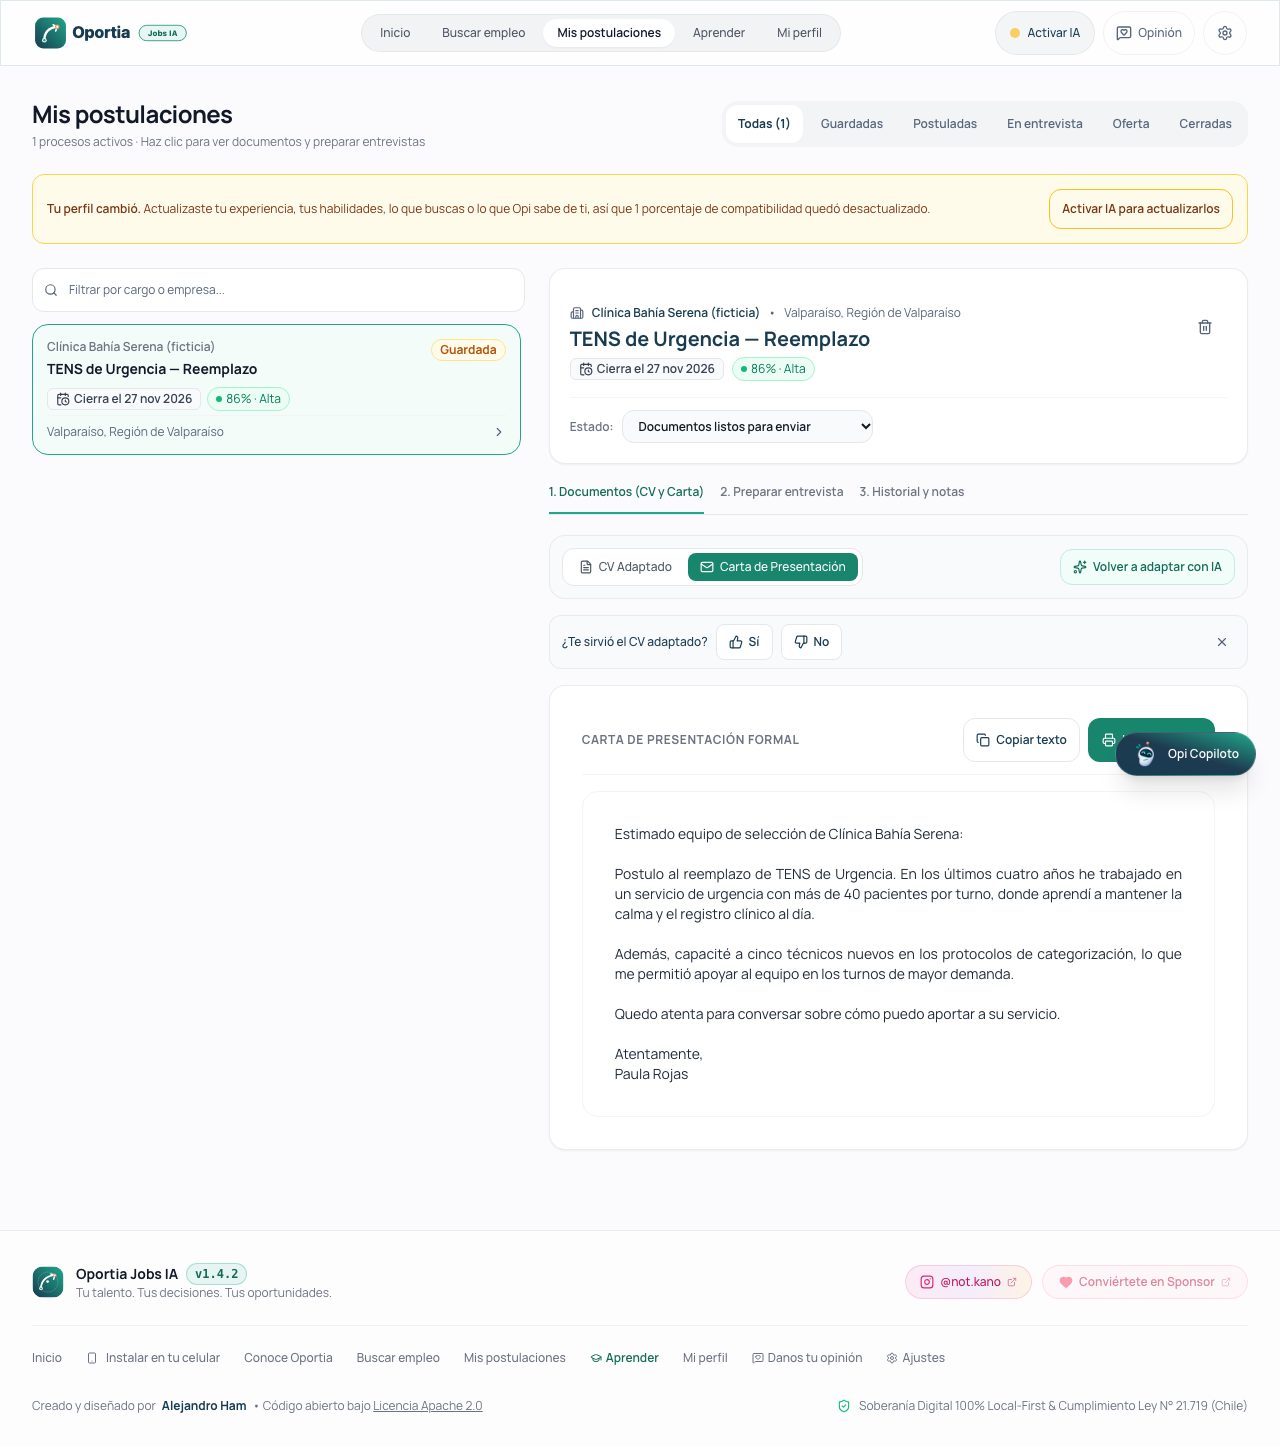 Oportia Jobs IA
Inicio Buscar empleo Mis postulaciones Aprender Mi perfil
Activar IA Opinión
Mis postulaciones
1 procesos activos · Haz clic para ver documentos y preparar entrevistas
Todas (1) Guardadas Postuladas En entrevista Oferta Cerradas
Tu perfil cambió. Actualizaste tu experiencia, tus habilidades, lo que buscas o lo que Opi sabe de ti, así que 1 porcentaje de compatibilidad quedó desactualizado.
Activar IA para actualizarlos
Filtrar por cargo o empresa...
Clínica Bahía Serena (ficticia)
Guardada
TENS de Urgencia — Reemplazo
Cierra el 27 nov 2026 86% · Alta
Valparaíso, Región de Valparaíso
Clínica Bahía Serena (ficticia) • Valparaíso, Región de Valparaíso
TENS de Urgencia — Reemplazo
Cierra el 27 nov 2026 86% · Alta
Estado: Documentos listos para enviar
1. Documentos (CV y Carta) 2. Preparar entrevista 3. Historial y notas
CV Adaptado Carta de Presentación Volver a adaptar con IA
¿Te sirvió el CV adaptado? Sí No
CARTA DE PRESENTACIÓN FORMAL
Copiar texto
Opi Copiloto
Estimado equipo de selección de Clínica Bahía Serena:
Postulo al reemplazo de TENS de Urgencia. En los últimos cuatro años he trabajado en
un servicio de urgencia con más de 40 pacientes por turno, donde aprendí a mantener la
calma y el registro clínico al día.
Además, capacité a cinco técnicos nuevos en los protocolos de categorización, lo que
me permitió apoyar al equipo en los turnos de mayor demanda.
Quedo atenta para conversar sobre cómo puedo aportar a su servicio.
Atentamente,
Paula Rojas
Oportia Jobs IA v1.4.2
Tu talento. Tus decisiones. Tus oportunidades.
@not.kano Conviértete en Sponsor
Inicio Instalar en tu celular Conoce Oportia Buscar empleo Mis postulaciones Aprender Mi perfil Danos tu opinión Ajustes
Creado y diseñado por Alejandro Ham • Código abierto bajo Licencia Apache 2.0
Soberanía Digital 100% Local-First & Cumplimiento Ley N° 21.719 (Chile)